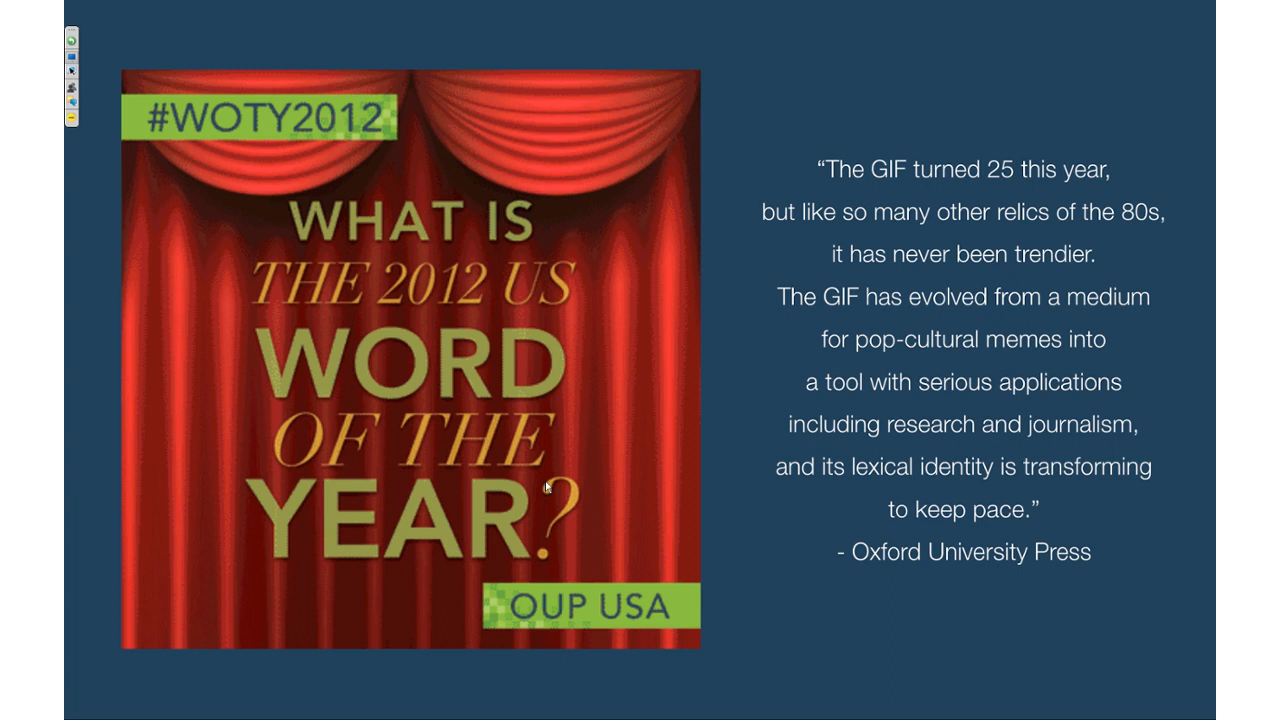 #WOTY2012
WHAT IS
THE 2012 US
WORD
OF THE
YEAR?
OUP USA
“The GIF turned 25 this year,
but like so many other relics of the 80s,
it has never been trendier.
The GIF has evolved from a medium
for pop-cultural memes into
a tool with serious applications
including research and journalism,
and its lexical identity is transforming
to keep pace.”
- Oxford University Press